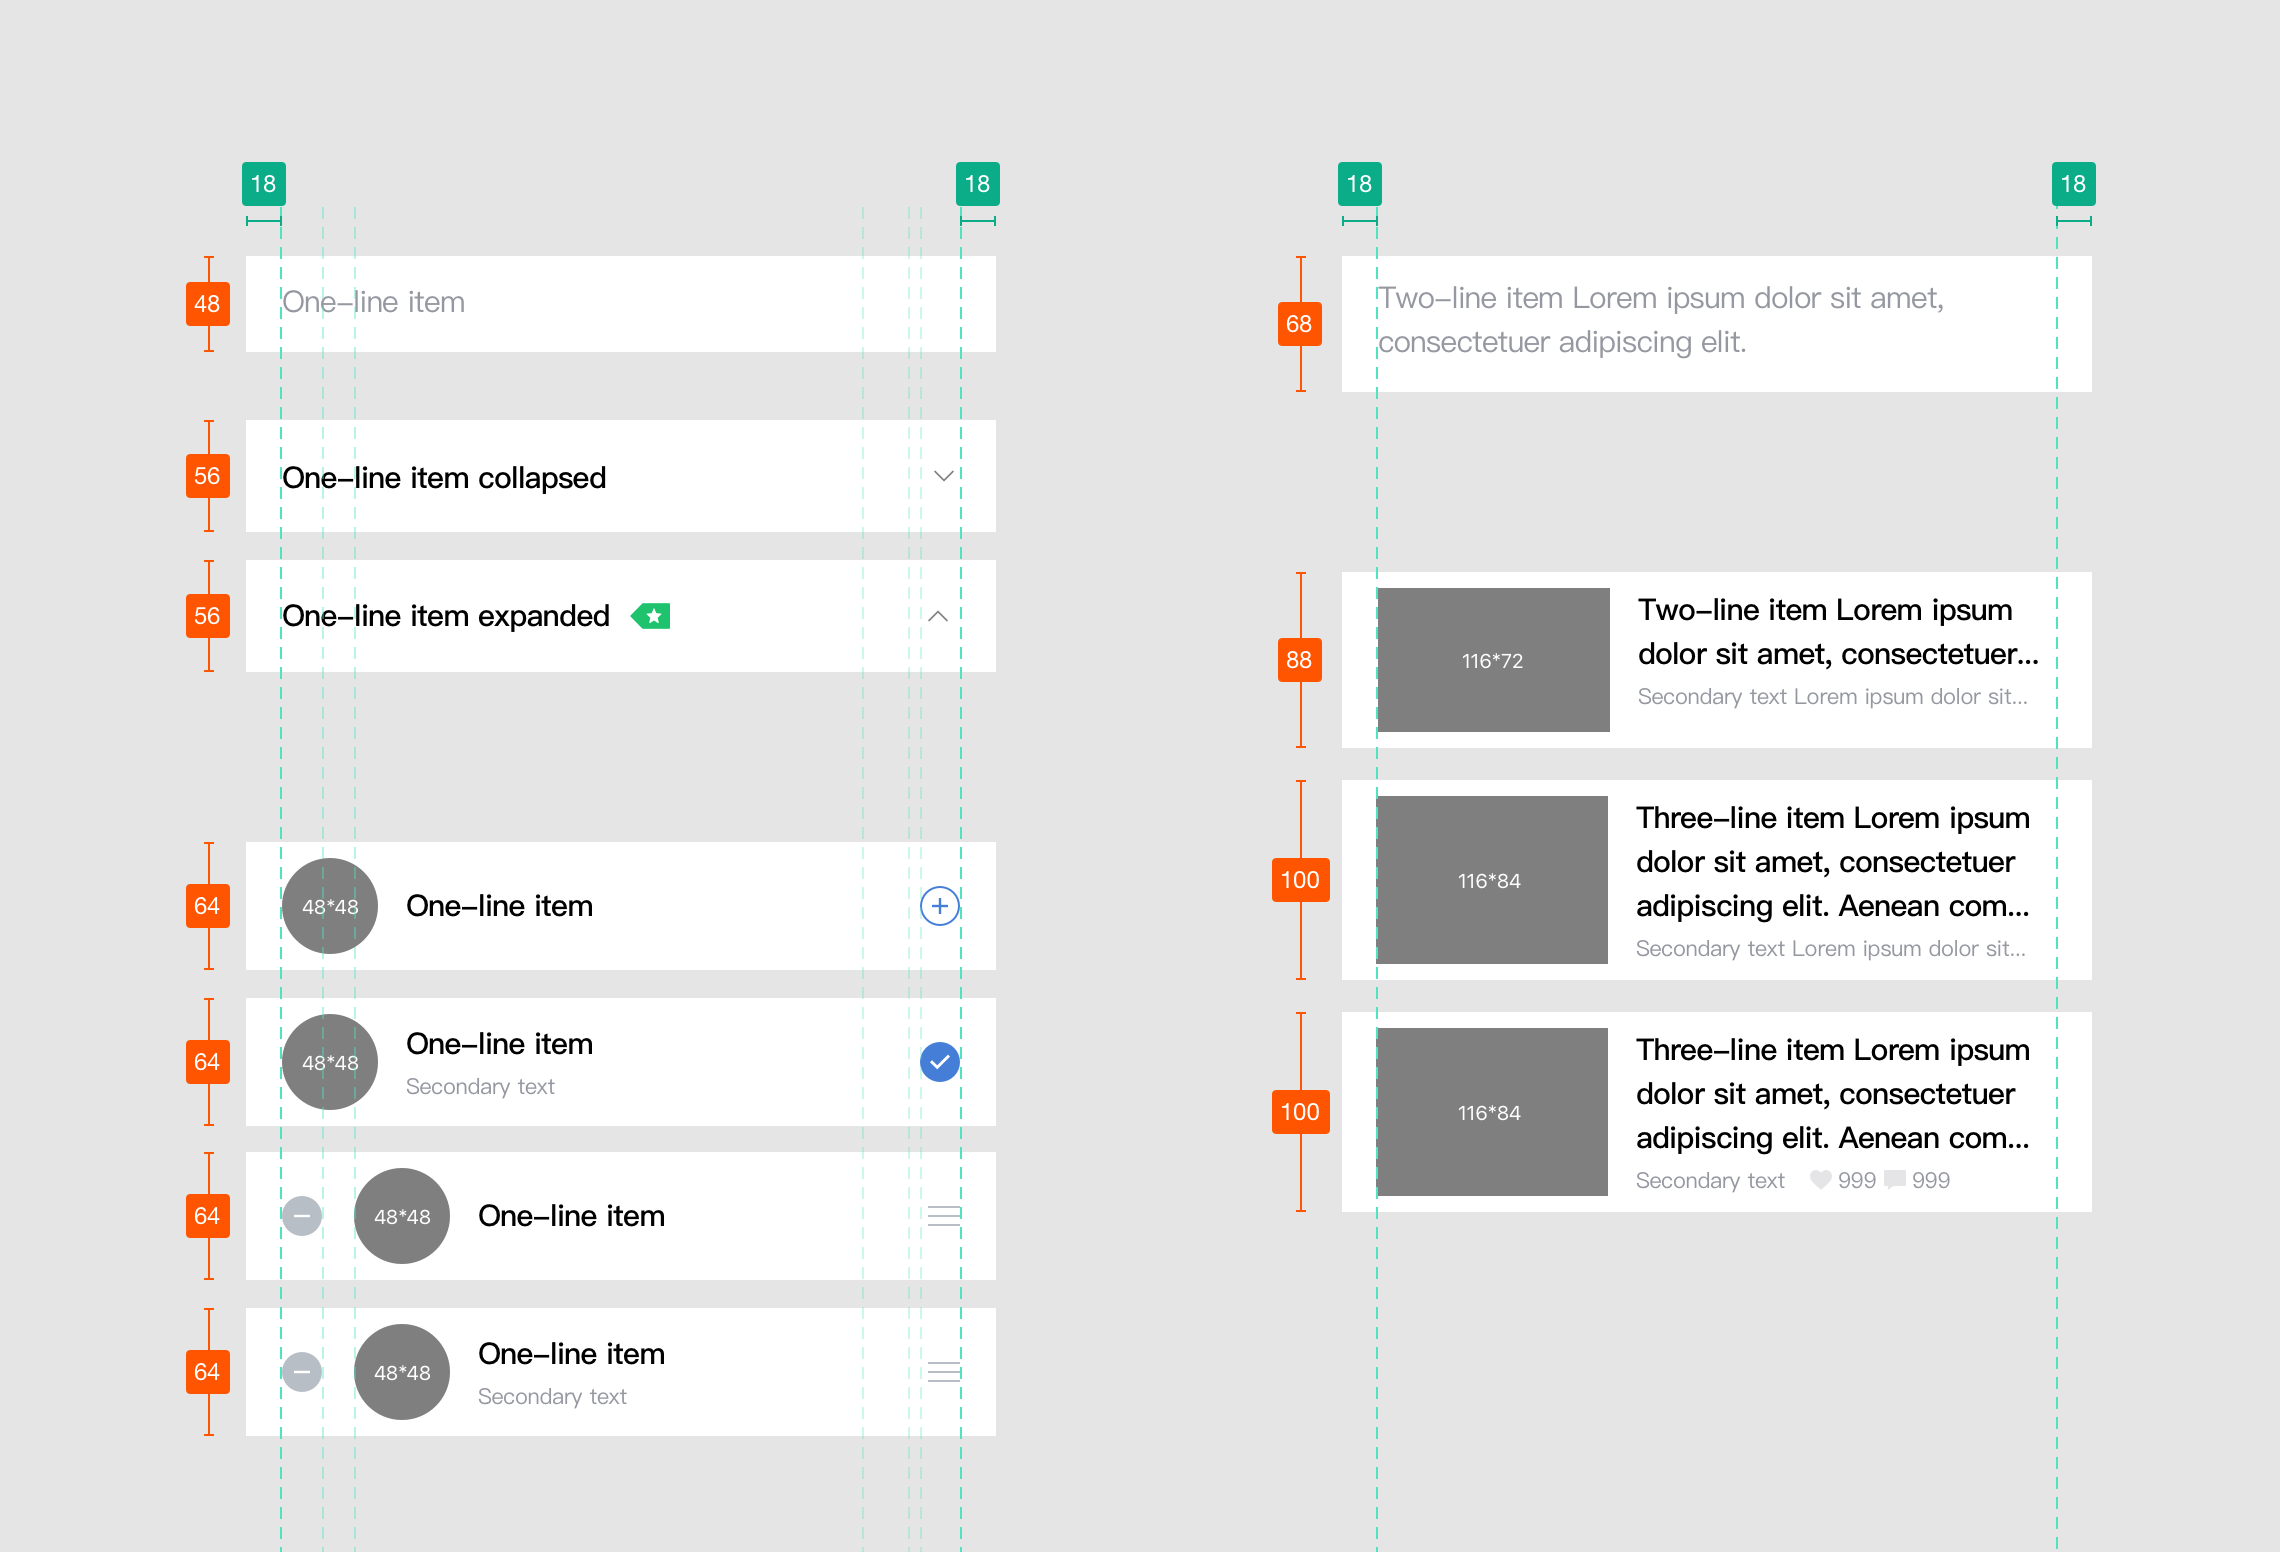 18
18
48
One–line item
56
One–line item collapsed
56
One–line item expanded
64
48*48
One–line item
64
48*48
One–line item
Secondary text
64
48*48
One–line item
64
48*48
One–line item
Secondary text
18
18
68
Two–line item Lorem ipsum dolor sit amet,
consectetuer adipiscing elit.
88
116*72
Two–line item Lorem ipsum
dolor sit amet, consectetuer...
Secondary text Lorem ipsum dolor sit...
100
116*84
Three–line item Lorem ipsum
dolor sit amet, consectetuer
adipiscing elit. Aenean com...
Secondary text Lorem ipsum dolor sit...
100
116*84
Three–line item Lorem ipsum
dolor sit amet, consectetuer
adipiscing elit. Aenean com...
Secondary text 999 999